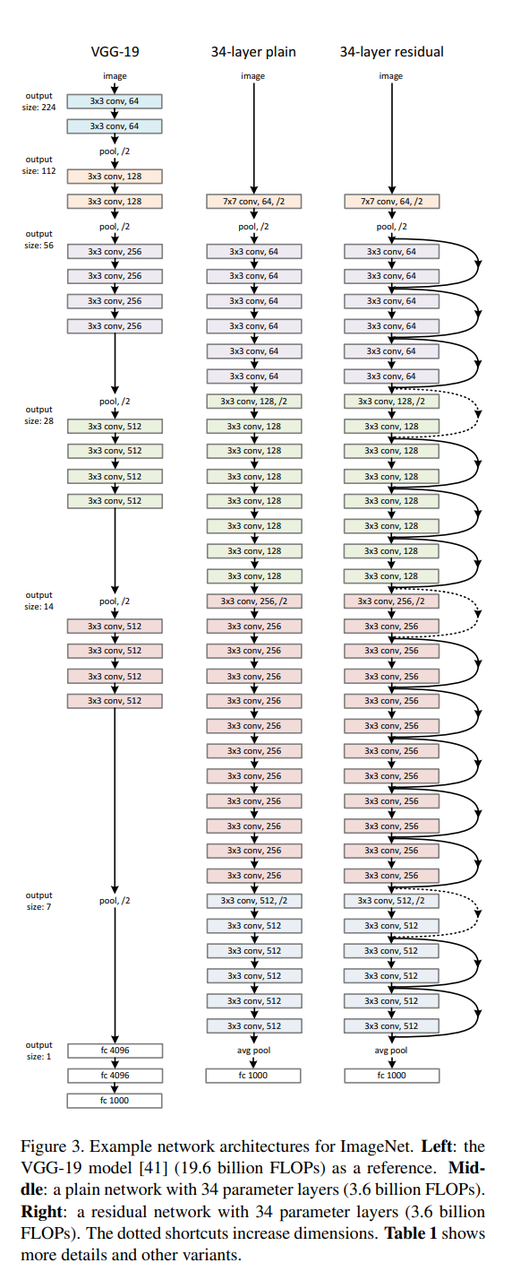 VGG-19
image
output
size: 224
3x3 conv, 64
3x3 conv, 64
pool, /2
output
size: 112
3x3 conv, 128
3x3 conv, 128
pool, /2
output
size: 56
3x3 conv, 256
3x3 conv, 256
3x3 conv, 256
3x3 conv, 256
pool, /2
output
size: 28
3x3 conv, 512
3x3 conv, 512
3x3 conv, 512
3x3 conv, 512
pool, /2
output
size: 14
3x3 conv, 512
3x3 conv, 512
3x3 conv, 512
3x3 conv, 512
pool, /2
output
size: 7
output
size: 1
fc 4096
fc 4096
fc 1000
34-layer plain
image
7x7 conv, 64, /2
pool, /2
3x3 conv, 64
3x3 conv, 64
3x3 conv, 64
3x3 conv, 64
3x3 conv, 64
3x3 conv, 64
3x3 conv, 128, /2
3x3 conv, 128
3x3 conv, 128
3x3 conv, 128
3x3 conv, 128
3x3 conv, 128
3x3 conv, 128
3x3 conv, 128
3x3 conv, 256, /2
3x3 conv, 256
3x3 conv, 256
3x3 conv, 256
3x3 conv, 256
3x3 conv, 256
3x3 conv, 256
3x3 conv, 256
3x3 conv, 256
3x3 conv, 256
3x3 conv, 256
3x3 conv, 256
3x3 conv, 512, /2
3x3 conv, 512
3x3 conv, 512
3x3 conv, 512
3x3 conv, 512
3x3 conv, 512
avg pool
fc 1000
34-layer residual
image
7x7 conv, 64, /2
pool, /2
3x3 conv, 64
3x3 conv, 64
3x3 conv, 64
3x3 conv, 64
3x3 conv, 64
3x3 conv, 64
3x3 conv, 128, /2
3x3 conv, 128
3x3 conv, 128
3x3 conv, 128
3x3 conv, 128
3x3 conv, 128
3x3 conv, 128
3x3 conv, 128
3x3 conv, 256, /2
3x3 conv, 256
3x3 conv, 256
3x3 conv, 256
3x3 conv, 256
3x3 conv, 256
3x3 conv, 256
3x3 conv, 256
3x3 conv, 256
3x3 conv, 256
3x3 conv, 256
3x3 conv, 256
3x3 conv, 512, /2
3x3 conv, 512
3x3 conv, 512
3x3 conv, 512
3x3 conv, 512
3x3 conv, 512
avg pool
fc 1000
Figure 3. Example network architectures for ImageNet. Left: the
VGG-19 model [41] (19.6 billion FLOPs) as a reference. Mid-
dle: a plain network with 34 parameter layers (3.6 billion FLOPs).
Right: a residual network with 34 parameter layers (3.6 billion
FLOPs). The dotted shortcuts increase dimensions. Table 1 shows
more details and other variants.